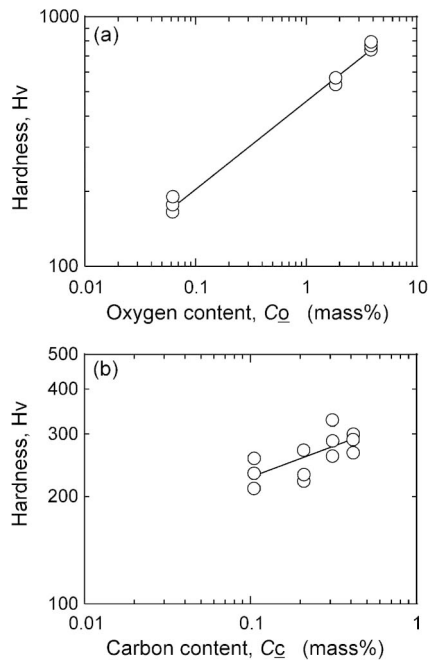 1000
(a)
Hardness, Hv
100
0.01
0.1
1
10
Oxygen content, Co (mass%)
500
(b)
400
300
Hardness, Hv
200
100
0.01
0.1
1
Carbon content, Cc (mass%)